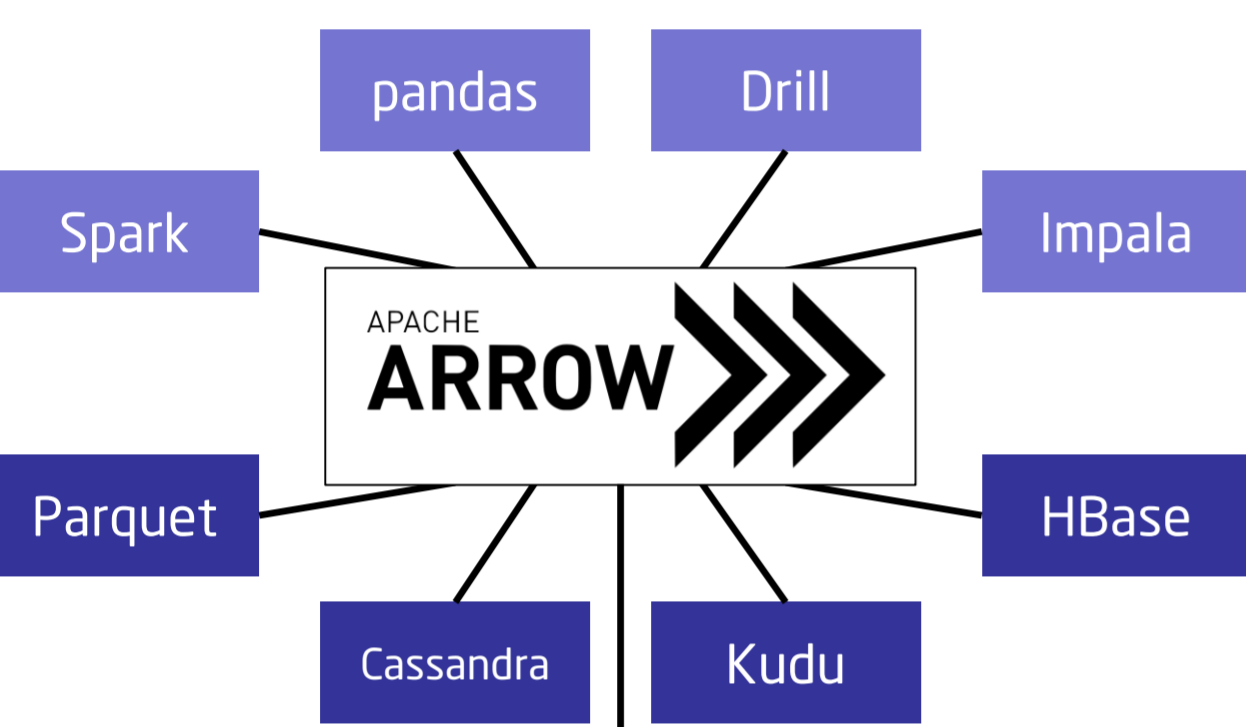 pandas
Drill
Spark
Impala
APACHE
ARROW
Parquet
HBase
Cassandra
Kudu